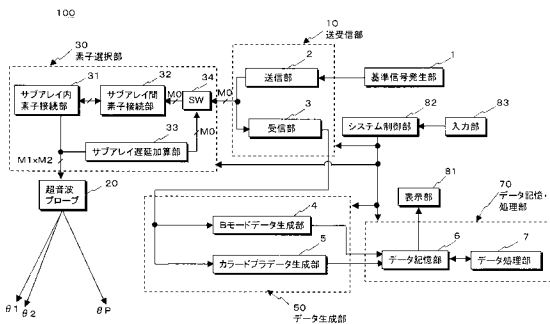 100
30
素子選択部
10
送受信部
31
32
34
2
1
サブアレイ内
素子接続部
サブアレイ間
素子接続部
M0
SW
M0
送信部
基準信号発生部
3
受信部
82
83
システム制御部
入力部
33
サブアレイ遅延加算部
M0
M1xM2
20
超音波
プローブ
81
表示部
70
データ記憶・
処理部
4
Bモードデータ生成部
5
カラードプラデータ生成部
6
データ記憶部
7
データ処理部
50
データ生成部
θ1
θ2
θP